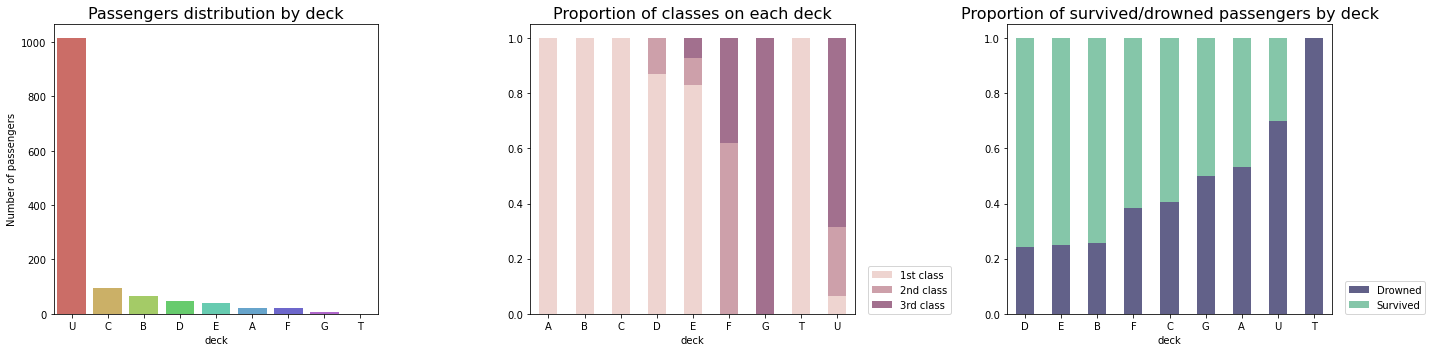 Passengers distribution by deck
Number of passengers
1000
800
600
400
200
0
U C B D E A F G T
deck
Proportion of classes on each deck
1.0
0.8
0.6
0.4
0.2
0.0
A B C D E F G T U
deck
1st class
2nd class
3rd class
Proportion of survived/drowned passengers by deck
1.0
0.8
0.6
0.4
0.2
0.0
D E B F C G A U T
deck
Drowned
Survived